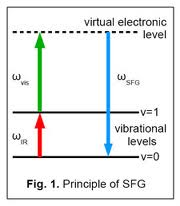 virtual electronic
level
ω_vis
ω_SFG
v=1
ω_IR
vibrational
levels
v=0
Fig. 1. Principle of SFG